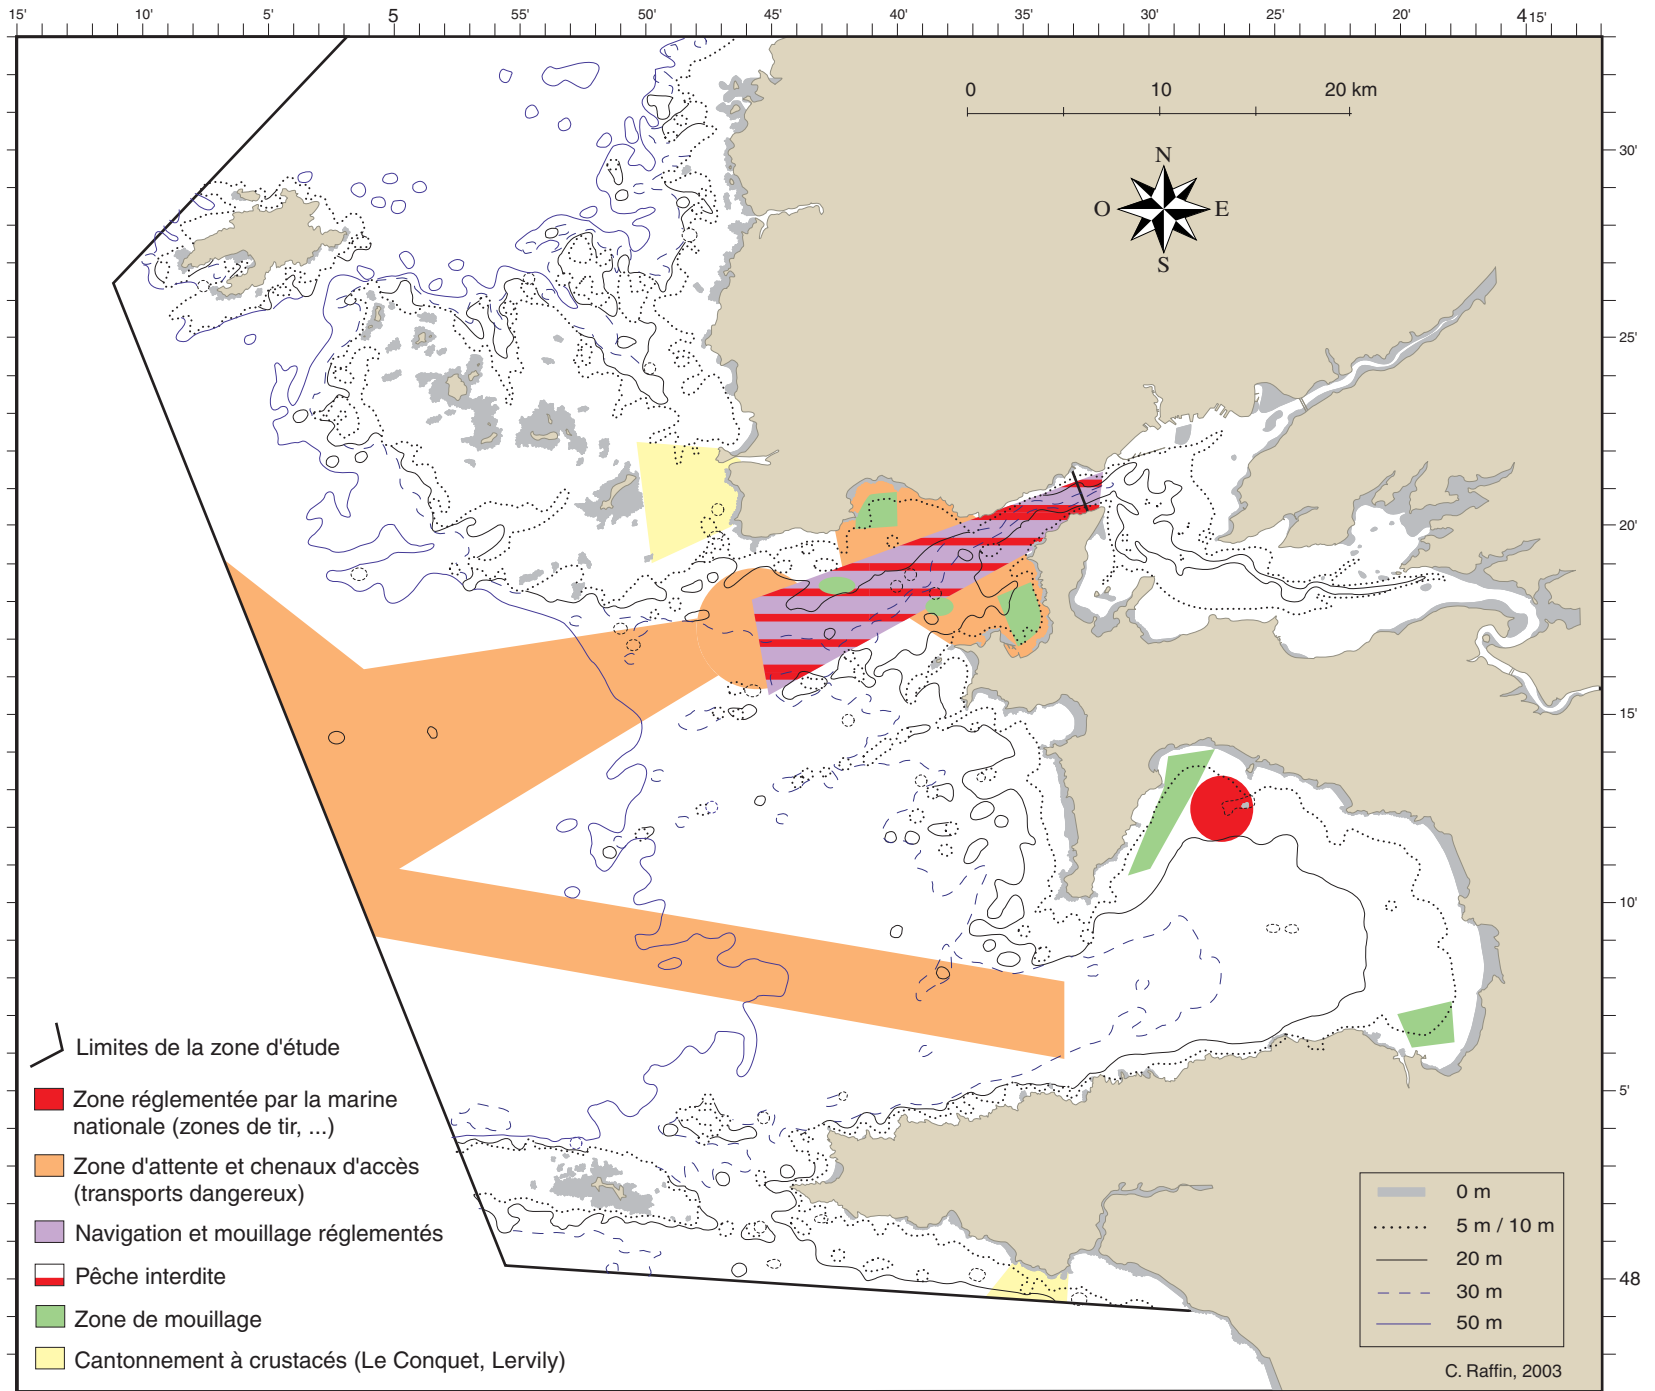 15' 10' 5' 5 55' 50' 45' 40' 35' 30' 25' 20' 4 15'
0 10 20 km
30'
N
O E
S
25'
20'
15'
10'
5'
48
Limites de la zone d'étude
Zone réglementée par la marine
nationale (zones de tir, ...)
Zone d'attente et chenaux d'accès
(transports dangereux)
Navigation et mouillage réglementés
Pêche interdite
Zone de mouillage
Cantonnement à crustacés (Le Conquet, Lervily)
0 m
5 m / 10 m
20 m
30 m
50 m
C. Raffin, 2003